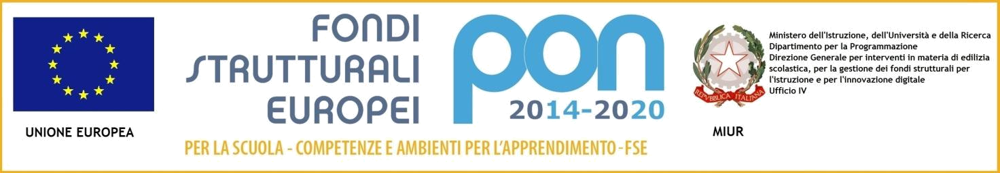 UNIONE EUROPEA
FONDI
STRUTTURALI
EUROPEI
pon
2014-2020
PER LA SCUOLA - COMPETENZE E AMBIENTI PER L'APPRENDIMENTO-FSE
REPVBBLICA ITALIANA
MIUR
Ministero dell'Istruzione, dell'Università e della Ricerca
Dipartimento per la Programmazione
Direzione Generale per interventi in materia di edilizia
scolastica, per la gestione dei fondi strutturali per
l'istruzione e per l'innovazione digitale
Ufficio IV